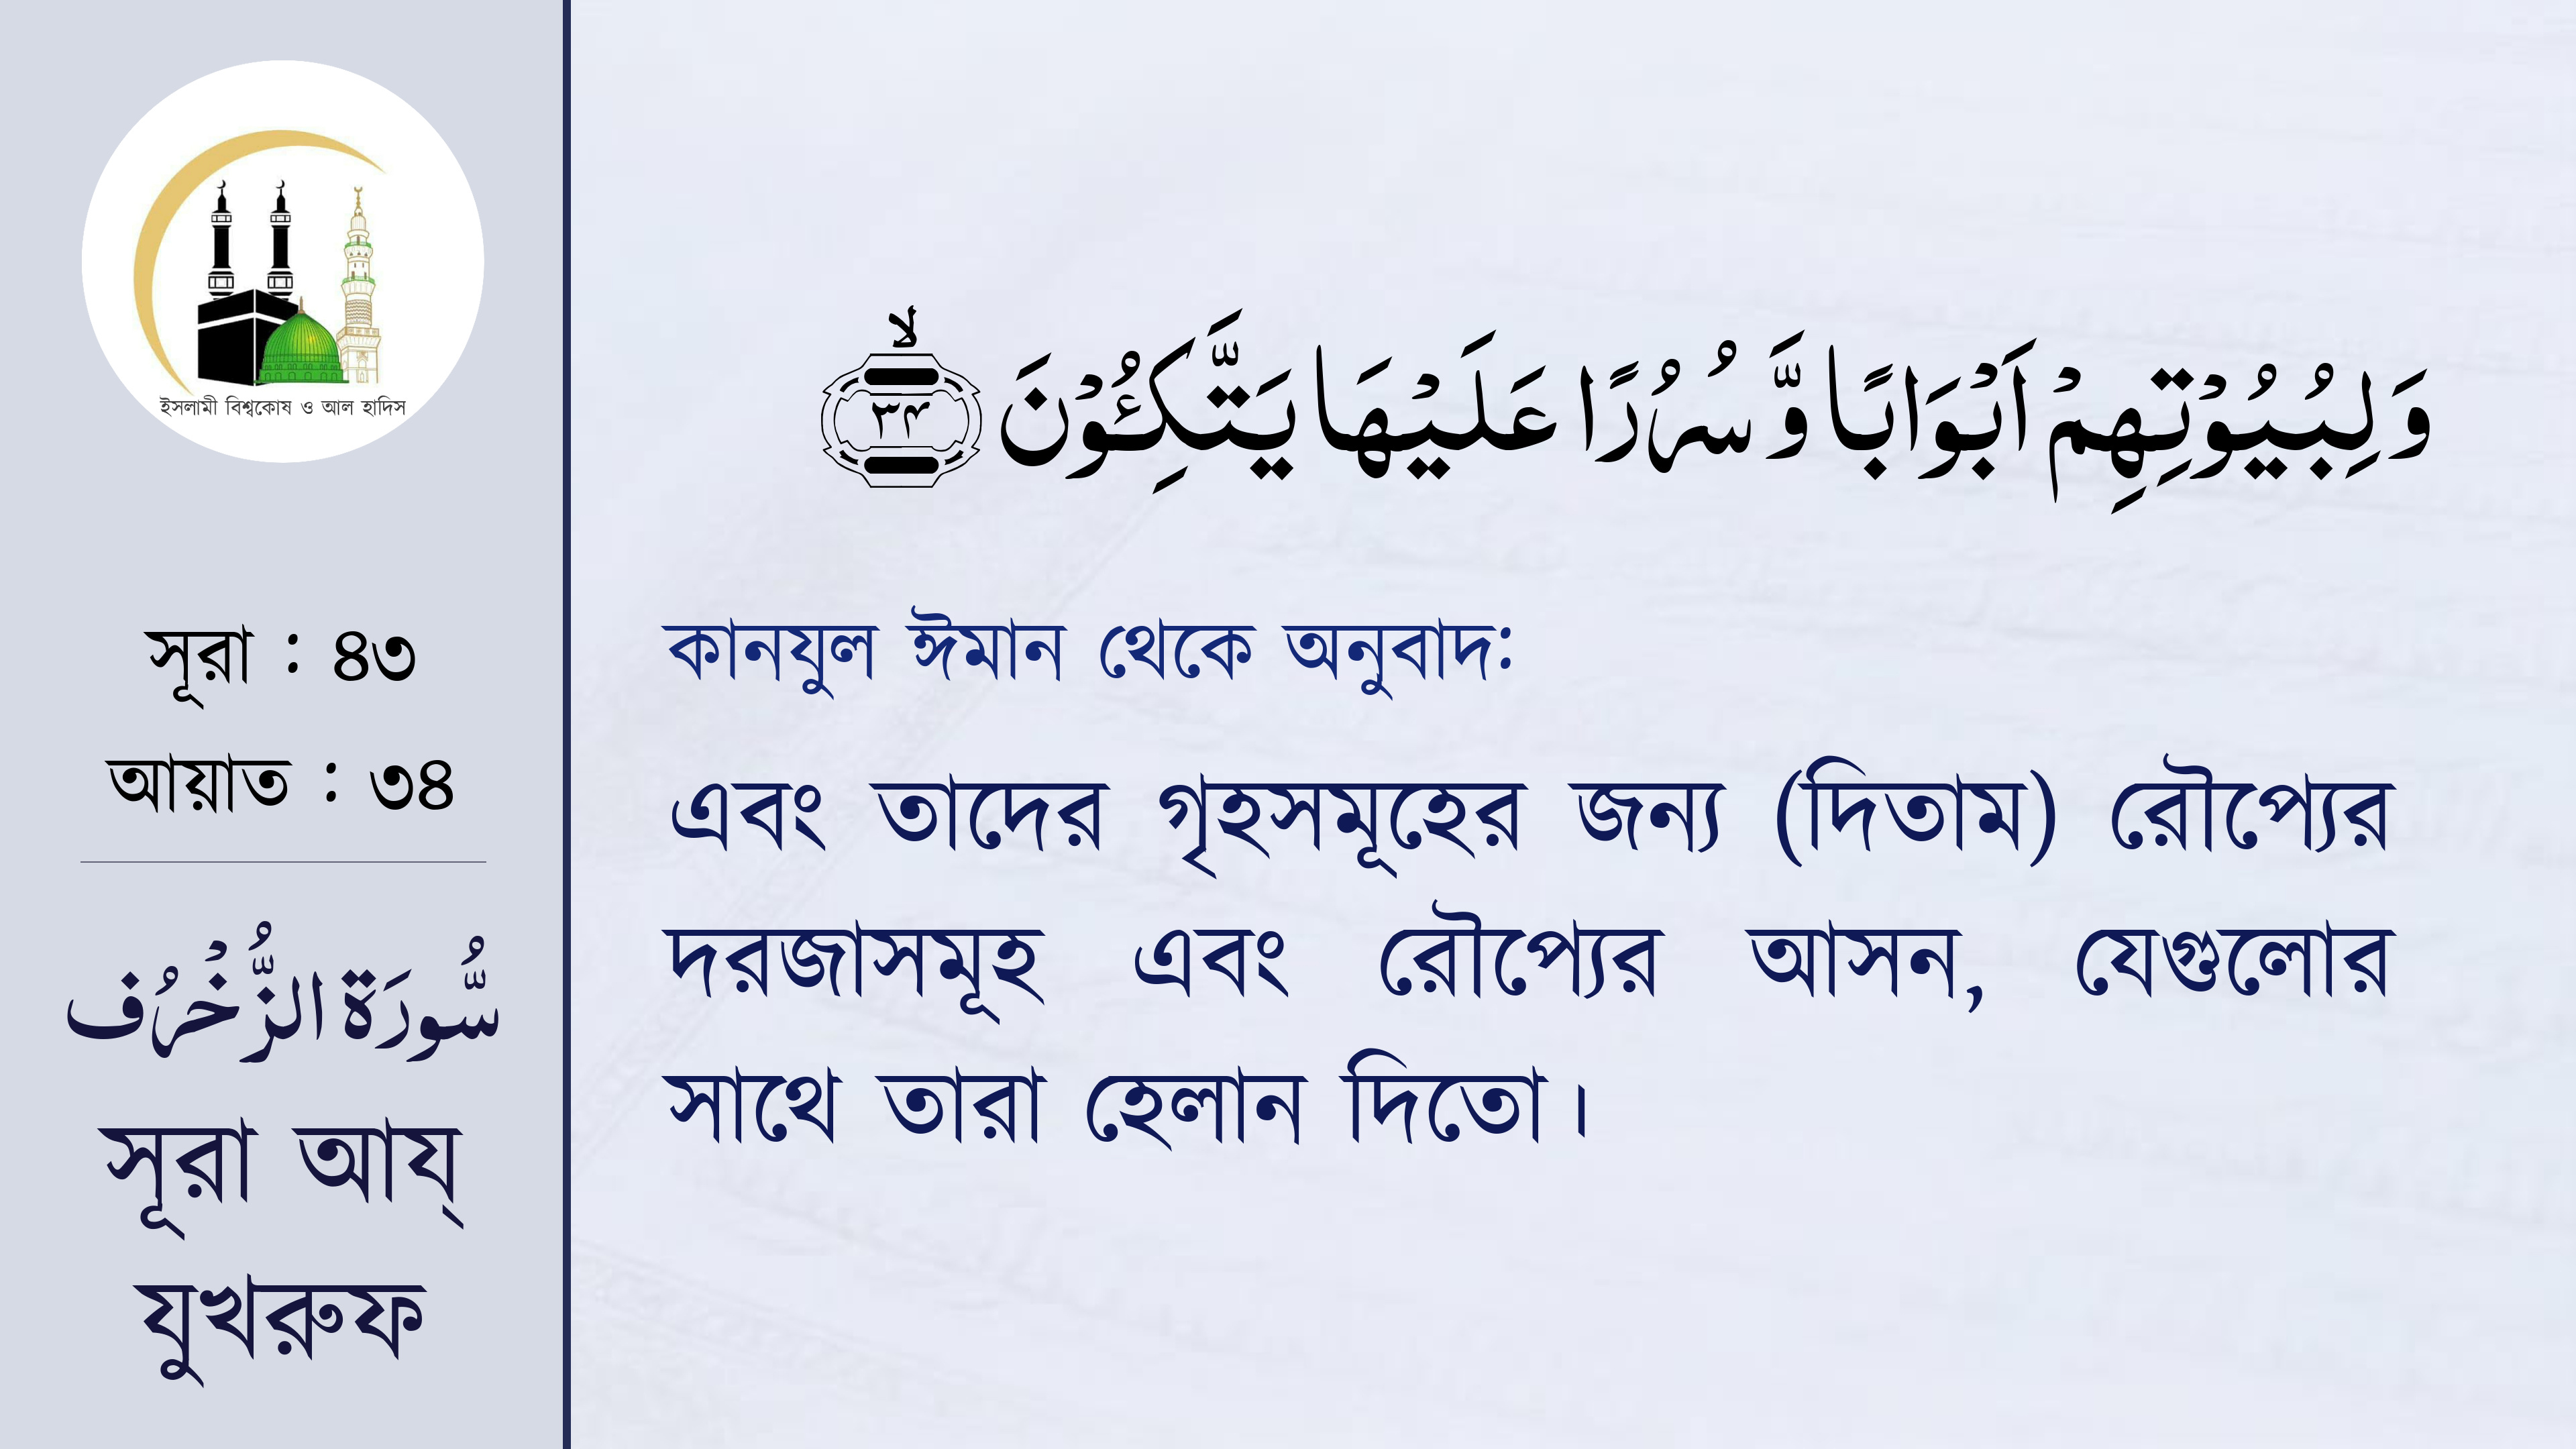 ইসলামী বিশ্বকোষ ও আল হাদিস
সূরা : ৪৩
আয়াত : ৩৪
سُّورَة الزُّخْرُف
সূরা আয্
যুখরুফ
وَلِبُيُوْتِهِمْ اَبْوَابًا وَّ سُرُرًا عَلَیْهَا یَتَّكِـُٔوْنَۙ ۳۴
কানযুল ঈমান থেকে অনুবাদ:
এবং তাদের গৃহসমূহের জন্য (দিতাম) রৌপ্যের
দরজাসমূহ এবং রৌপ্যের আসন, যেগুলোর
সাথে তারা হেলান দিতো।